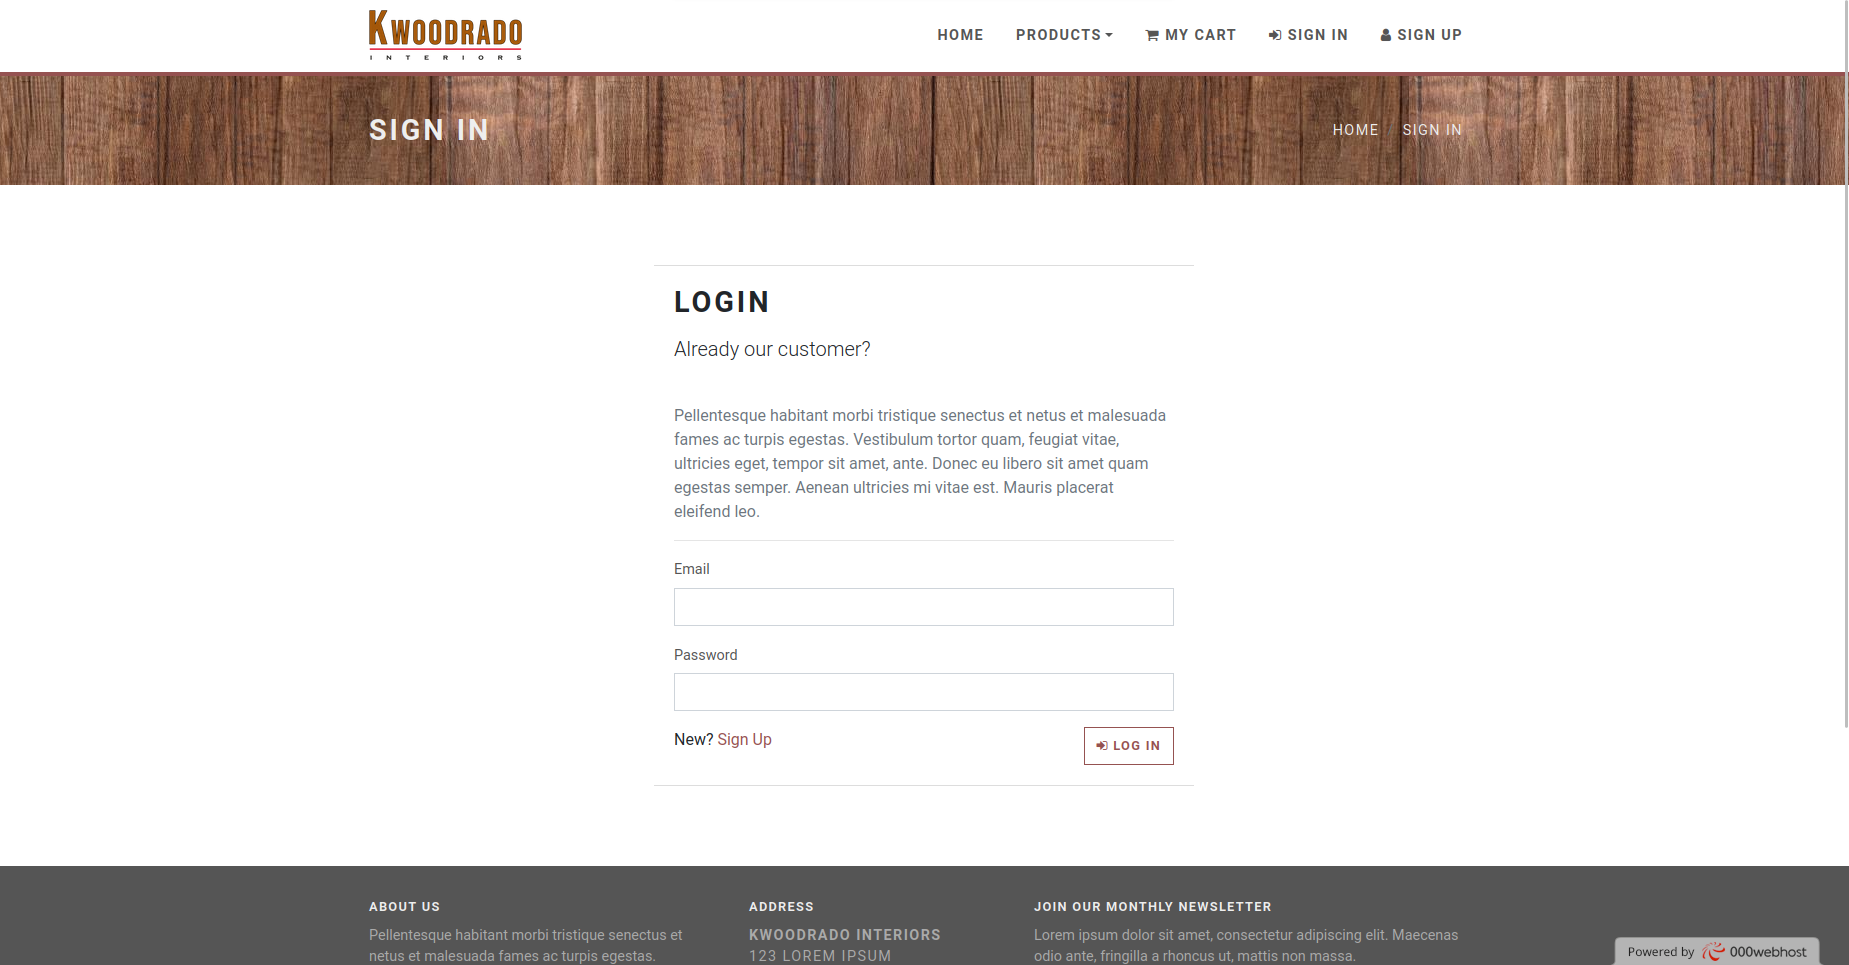 KWOODRADO
INTERIORS
HOME
PRODUCTS
MY CART
SIGN IN
SIGN UP
SIGN IN
HOME
SIGN IN
LOGIN
Already our customer?
Pellentesque habitant morbi tristique senectus et netus et malesuada
fames ac turpis egestas. Vestibulum tortor quam, feugiat vitae,
ultricies eget, tempor sit amet, ante. Donec eu libero sit amet quam
egestas semper. Aenean ultricies mi vitae est. Mauris placerat
eleifend leo.
Email
Password
New? Sign Up
LOG IN
ABOUT US
Pellentesque habitant morbi tristique senectus et
netus et malesuada fames ac turpis egestas.
ADDRESS
KWOODRADO INTERIORS
123 LOREM IPSUM
JOIN OUR MONTHLY NEWSLETTER
Lorem ipsum dolor sit amet, consectetur adipiscing elit. Maecenas
odio ante, fringilla a rhoncus ut, mattis non massa.
Powered by 000webhost